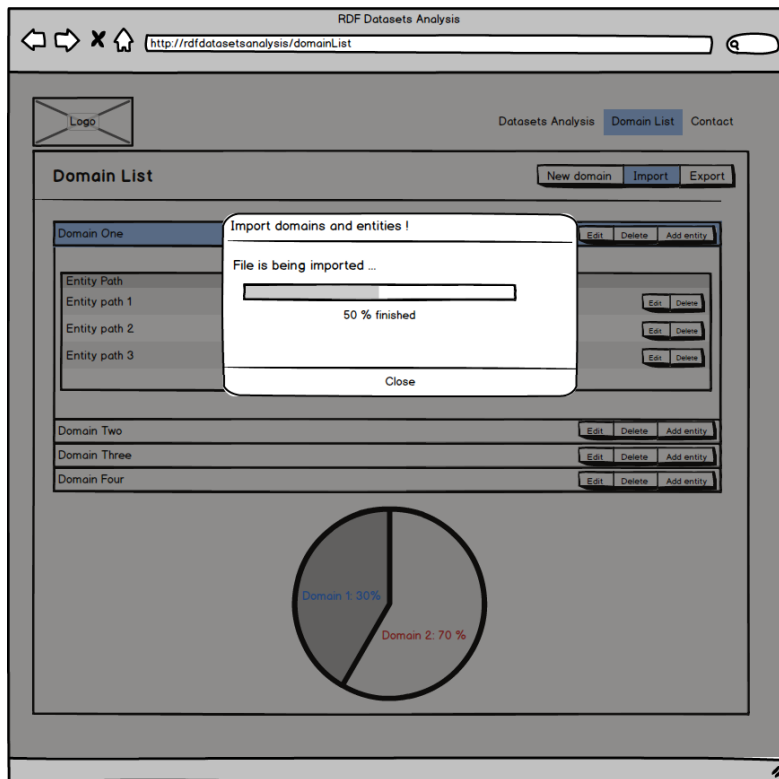 RDF Datasets Analysis
http://rdfdatasetsanalysis/domainList
Logo
Datasets Analysis Domain List Contact
Domain List
New domain Import Export
Domain One
Edit Delete Add entity
Import domains and entities !
File is being imported ...
50 % finished
Close
Entity Path
Entity path 1
Edit Delete
Entity path 2
Edit Delete
Entity path 3
Edit Delete
Domain Two
Edit Delete Add entity
Domain Three
Edit Delete Add entity
Domain Four
Edit Delete Add entity
Domain 1: 30%
Domain 2: 70 %